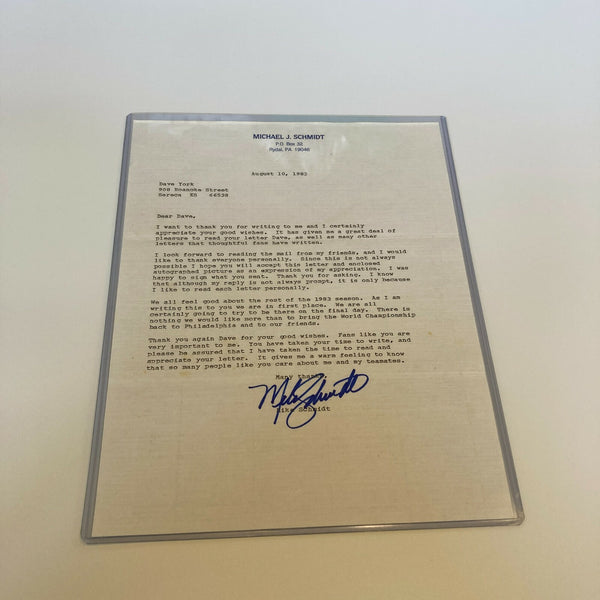 MICHAEL J. SCHMIDT
P.O. Box 32
Rydal, PA 19046
August 10, 1983
Dave York
908 Roanoke Street
KS 66538
Dear Dave,
I want to thank you for writing to me and I certainly
appreciate your good wishes. It has given me a great deal of
pleasure to read your letter Dave, as well as many other
letters that thoughtful fans have written.
I look forward to reading the mail from my friends, and I would
like to thank everyone personally. Since this is not always
possible I hope you will accept this letter and enclosed
autographed picture as an expression of my appreciation. I was
happy to sign what you sent. Thank you for asking. I know
that although my reply is not always prompt, it is only because
I like to read each letter personally.
We all feel good about the rest of the 1983 season. As I am
writing this to you we are in first place. We are all
certainly going to try to be there on the final day. There is
nothing we would like more than to bring the World Championship
back to Philadelphia and to our friends.
Thank you again Dave for your good wishes. Fans like you are
very important to me. You have taken your time to write, and
please be assured that I have taken the time to read and
appreciate your letter. It gives me a warm feeling to know
that so many people like you care about me and my teamates.
Many thanks,
Mike Schmidt
Mike Schmidt